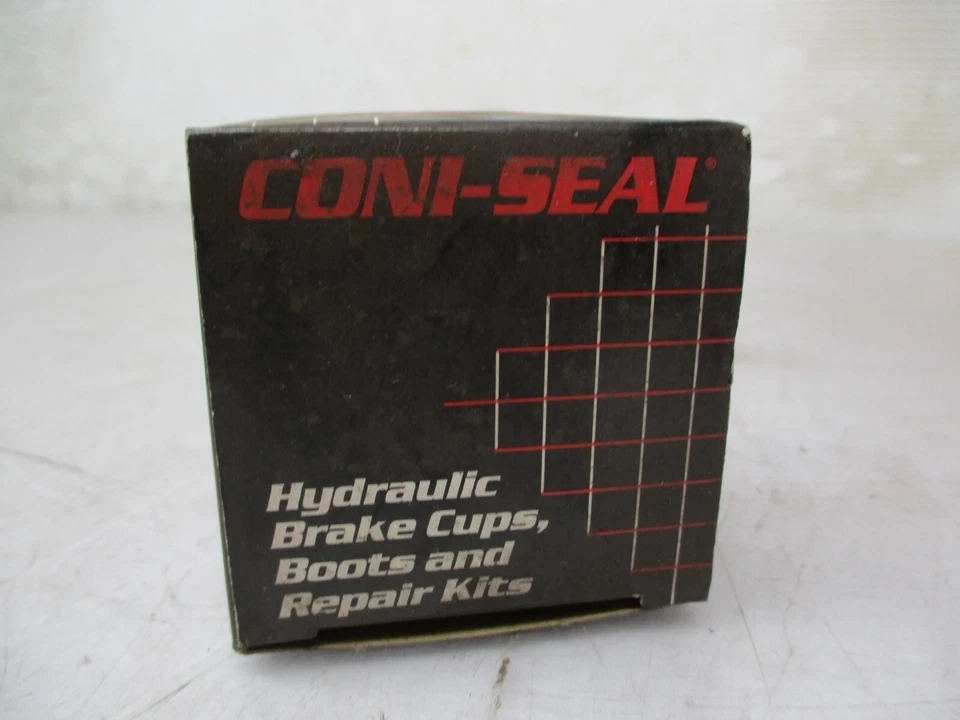 CONI-SEAL®
Hydraulic
Brake Cups,
Boots and
Repair Kits